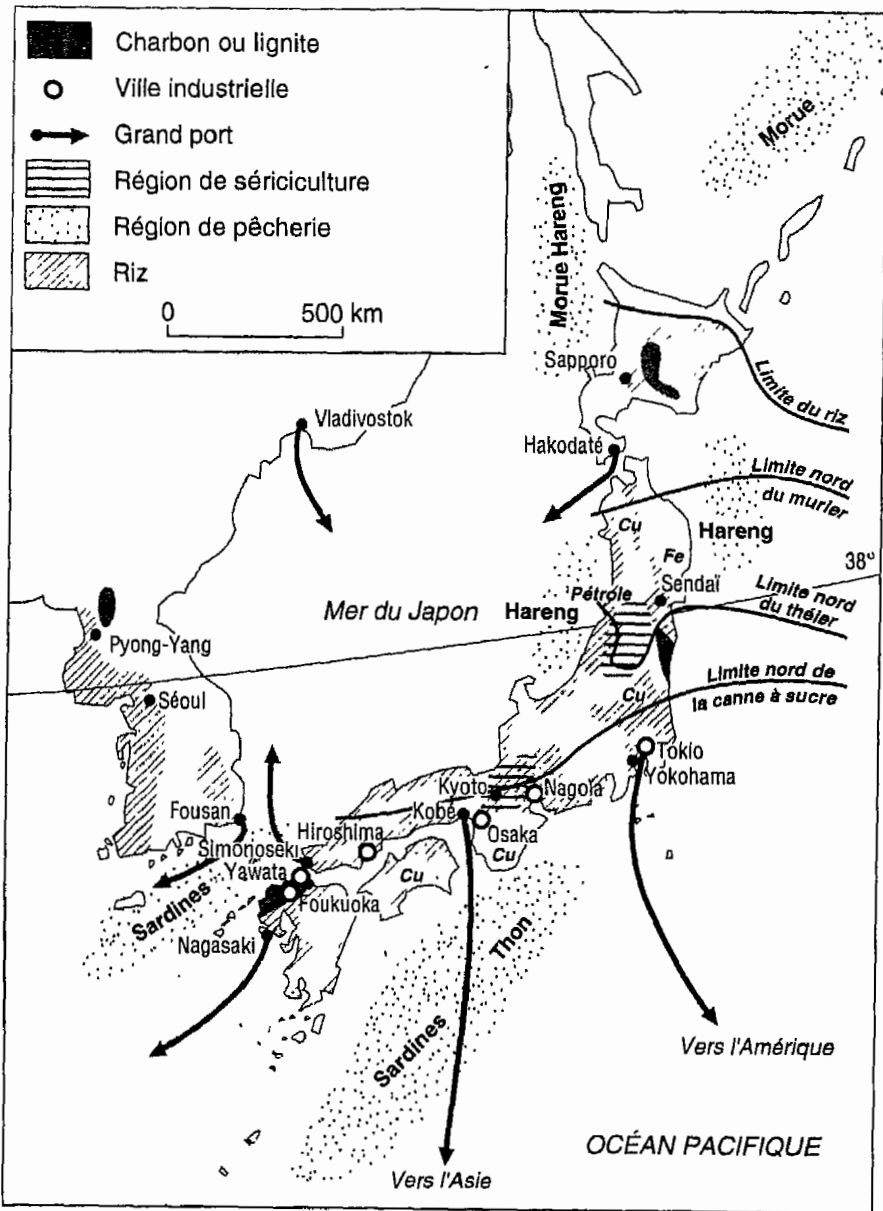 Charbon ou lignite
Ville industrielle
Grand port
Région de sériciculture
Région de pêcherie
Riz
0 500 km
Morue
Morue Hareng
Sapporo
Limite du riz
Vladivostok
Hakodaté
Limite nord
du murier
Cu
Hareng
Fe
38°
Sendaï
Pétrole
Limite nord
du théier
Mer du Japon
Hareng
Pyong-Yang
Séoul
Cu
Limite nord de
la canne à sucre
Tokio
Yokohama
Kyoto
Nagoïa
Kobé
Osaka
Cu
Fousan
Hiroshima
Simonoseki
Yawata
Cu
Foukuoka
Sardines
Nagasaki
Thon
Sardines
Vers l'Amérique
OCÉAN PACIFIQUE
Vers l'Asie